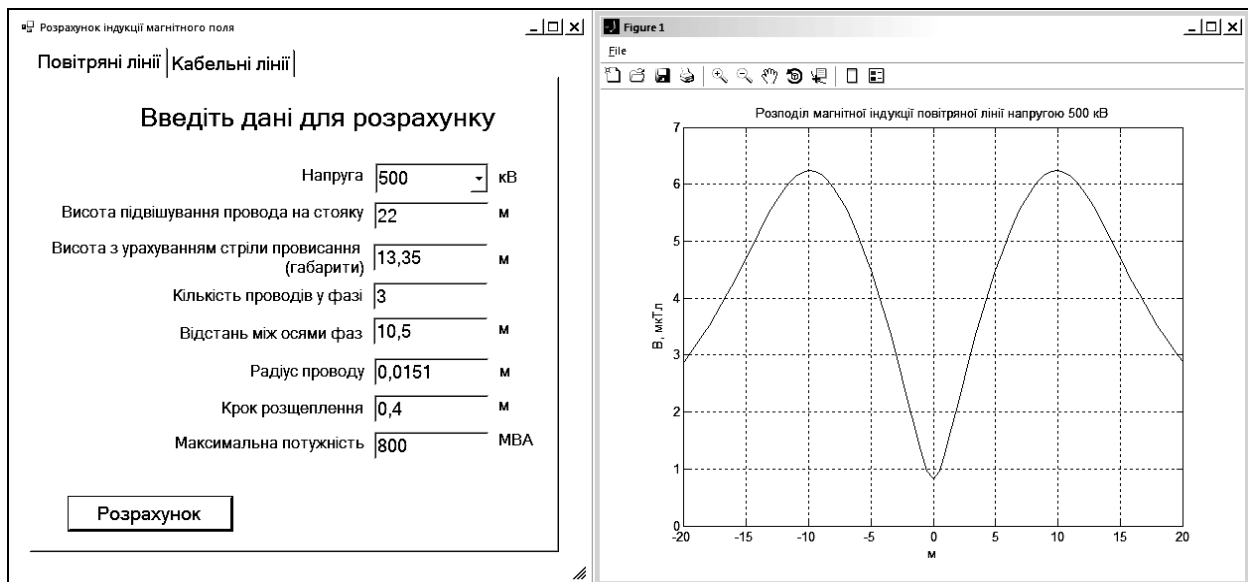 Розрахунок індукції магнітного поля
Повітряні лінії Кабельні лінії
Введіть дані для розрахунку
Напруга 500 кВ
Висота підвішування провода на стояку 22 м
Висота з урахуванням стріли провисання
(габарити) 13,35 м
Кількість проводів у фазі 3
Відстань між осями фаз 10,5 м
Радіус проводу 0,0151 м
Крок розщеплення 0,4 м
Максимальна потужність 800 МВА
Розрахунок
Figure 1
File
Розподіл магнітної індукції повітряної лінії напругою 500 кВ
7
6
5
4
3
2
1
0
В, мкТл
-20 -15 -10 -5 0 5 10 15 20
м